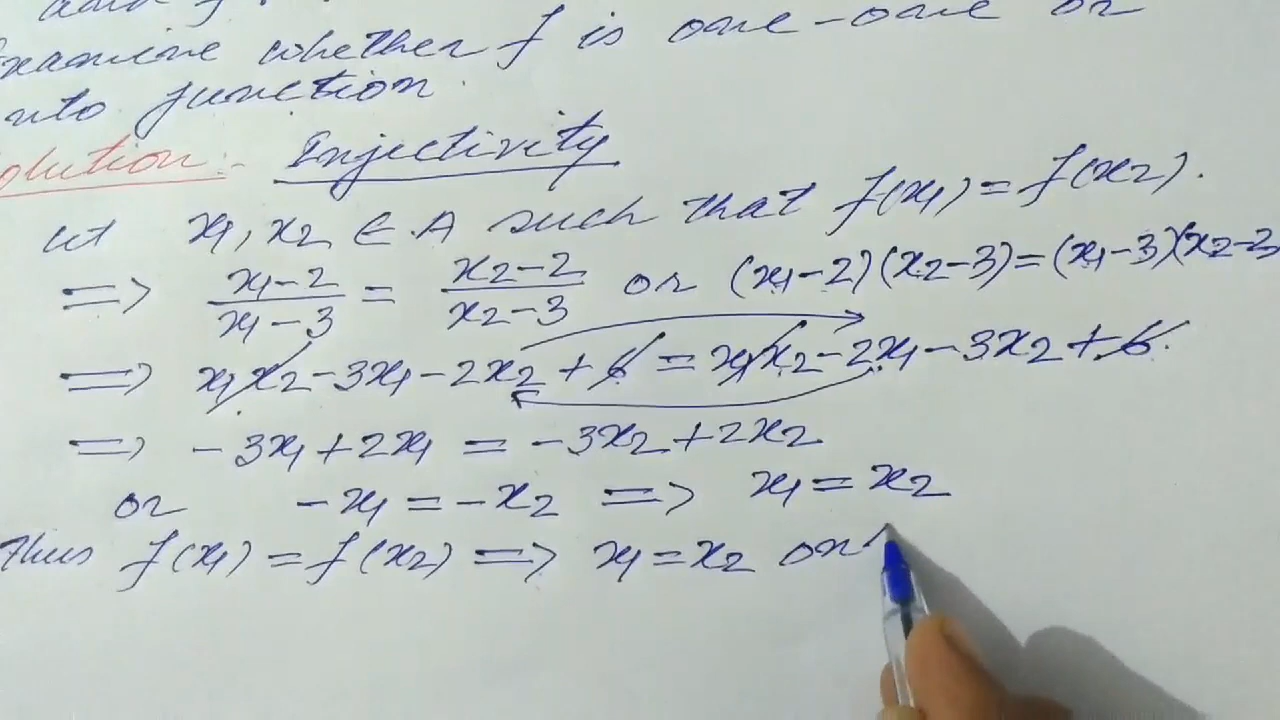 and f :
Examine whether f is one-one or
onto function.
Solution:- Injectivity
let x₁, x₂ ∈ A such that f(x₁) = f(x₂).
⟹ (x₁-2)/(x₁-3) = (x₂-2)/(x₂-3) or (x₁-2)(x₂-3) = (x₁-3)(x₂-2
⟹ x₁x₂ - 3x₁ - 2x₂ + 6 = x₁x₂ - 2x₁ - 3x₂ + 6.
⟹ -3x₁ + 2x₁ = -3x₂ + 2x₂
or -x₁ = -x₂ ⟹ x₁ = x₂
Thus f(x₁) = f(x₂) ⟹ x₁ = x₂